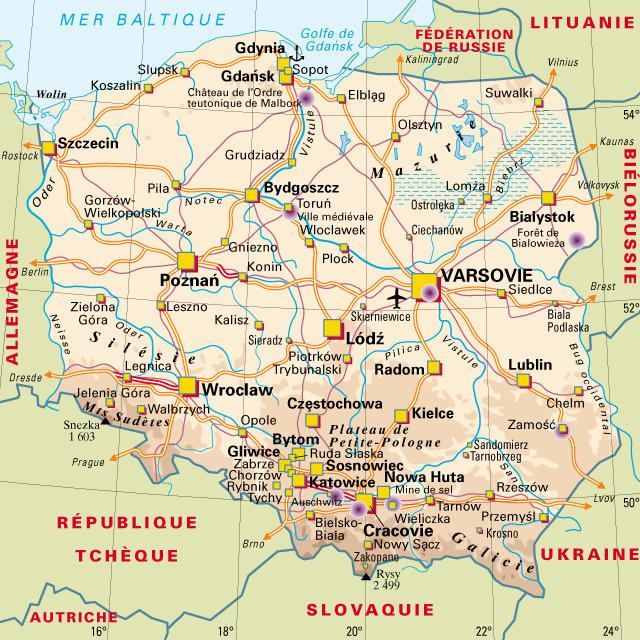 MER BALTIQUE
Golfe de
Gdańsk
LITUANIE
FÉDÉRATION
DE RUSSIE
Gdynia
Sopot
Gdańsk
Slupsk
Koszalin
Kaliningrad
Vilnius
Château de l'Ordre
teutonique de Malbork
Elbląg
Suwalki
Wolin
54°
Olsztyn
Vistule
Szczecin
Rostock
Kaunas
Mazurie
Grudziadz
Biebrz
Oder
Pila
Bydgoszcz
Lomża
Volkovysk
Notec
Toruń
Ville médiévale
Ostrolęka
Bialystok
Gorzów-
Wielkopolski
Wloclawek
Warta
Forêt de
Bialowieza
Ciechanów
Gniezno
Plock
BIÉLORUSSIE
Berlin
Konin
VARSOVIE
Poznań
Siedlce
Brest
ALLEMAGNE
Zielona
Góra
Leszno
52°
Skierniewice
Biala
Podlaska
Kalisz
Neisse
Oder
Sieradz
Lódź
Silésie
Pilica
Vistule
Bug occidental
Piotrków
Trybunalski
Legnica
Radom
Lublin
Dresde
Wroclaw
Jelenia Góra
Częstochowa
Chelm
Walbrzych
Mts Sudètes
Kielce
Snezka
1 603
Opole
Plateau de
Petite-Pologne
Zamość
Bytom
Sandomierz
Tarnobrzeg
Gliwice
Ruda Slaska
Prague
Zabrze
Sosnowiec
San
Chorzów
Katowice
Nowa Huta
Rybnik
Mine de sel
Rzeszów
Lvov
Tychy
Auschwitz
Tarnów
50°
Wieliczka
Przemyśl
RÉPUBLIQUE
TCHÈQUE
Bielsko-
Biala
Cracovie
Krosno
Brno
Nowy Sącz
Galicie
UKRAINE
Zakopane
Rysy
2 499
SLOVAQUIE
AUTRICHE
16°
18°
20°
22°
24°